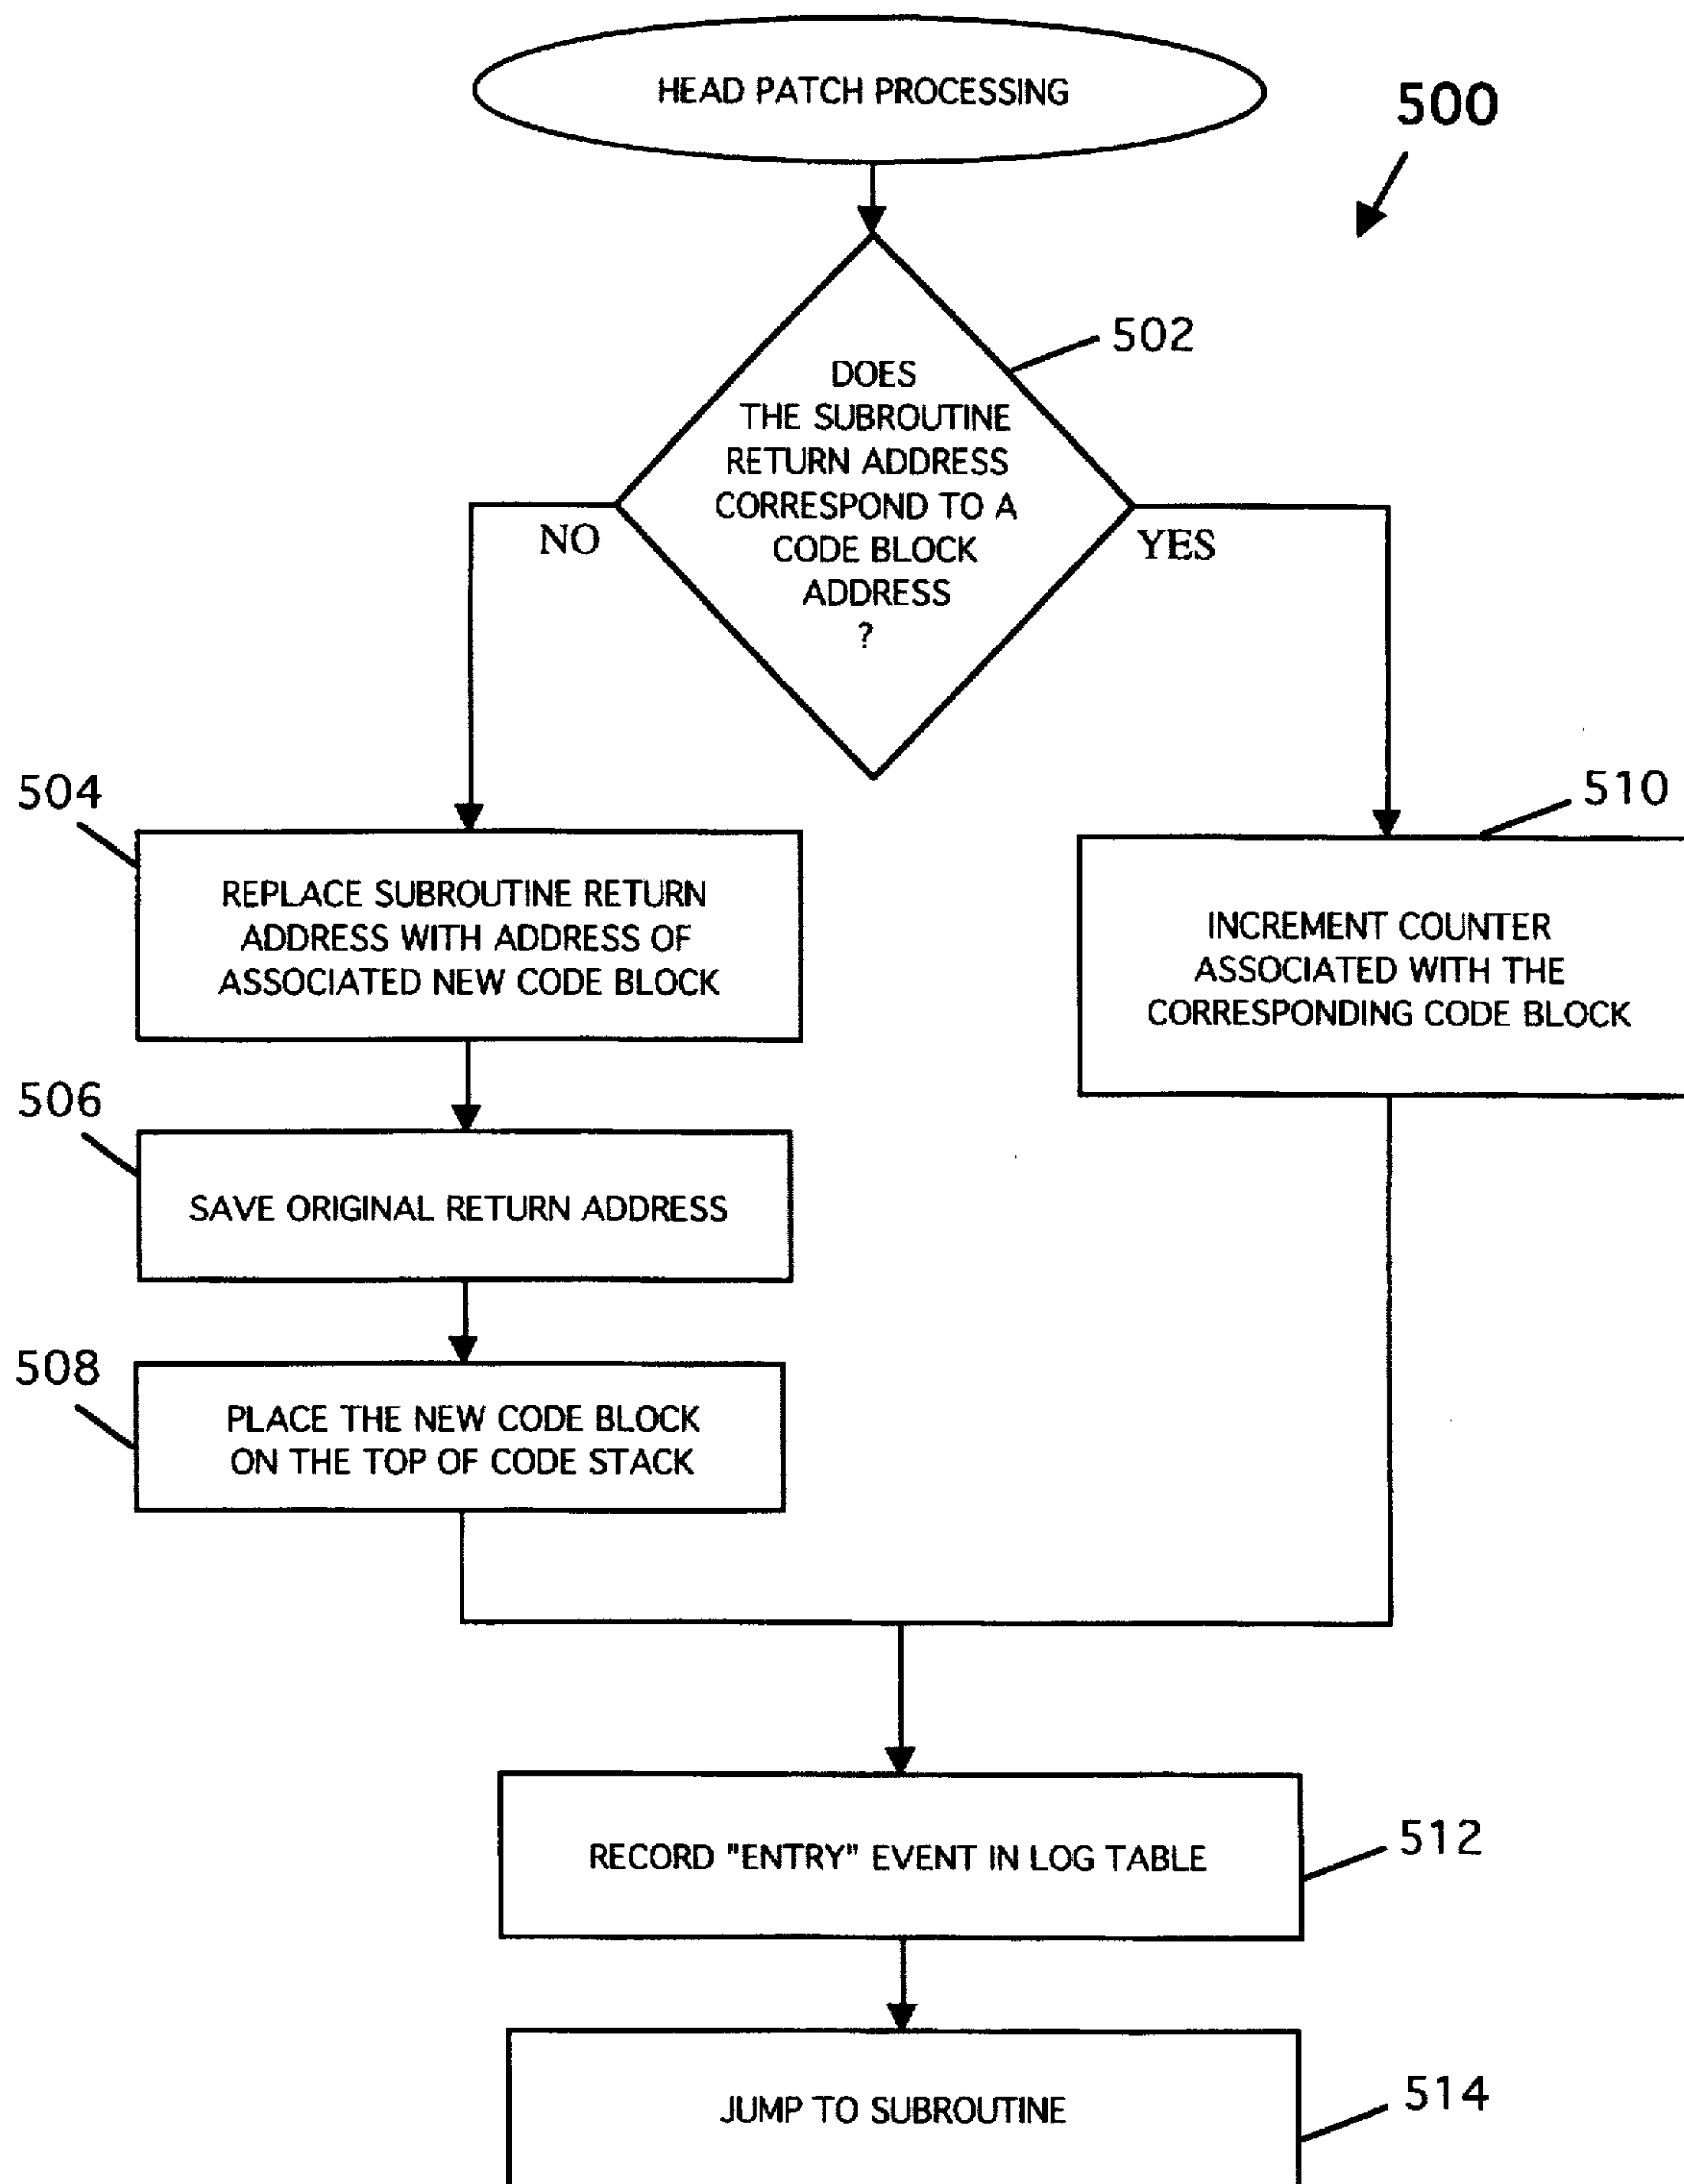 HEAD PATCH PROCESSING
500
502
DOES
THE SUBROUTINE
RETURN ADDRESS
CORRESPOND TO A
CODE BLOCK
ADDRESS
?
NO
YES
504
REPLACE SUBROUTINE RETURN
ADDRESS WITH ADDRESS OF
ASSOCIATED NEW CODE BLOCK
510
INCREMENT COUNTER
ASSOCIATED WITH THE
CORRESPONDING CODE BLOCK
506
SAVE ORIGINAL RETURN ADDRESS
508
PLACE THE NEW CODE BLOCK
ON THE TOP OF CODE STACK
RECORD "ENTRY" EVENT IN LOG TABLE
512
JUMP TO SUBROUTINE
514